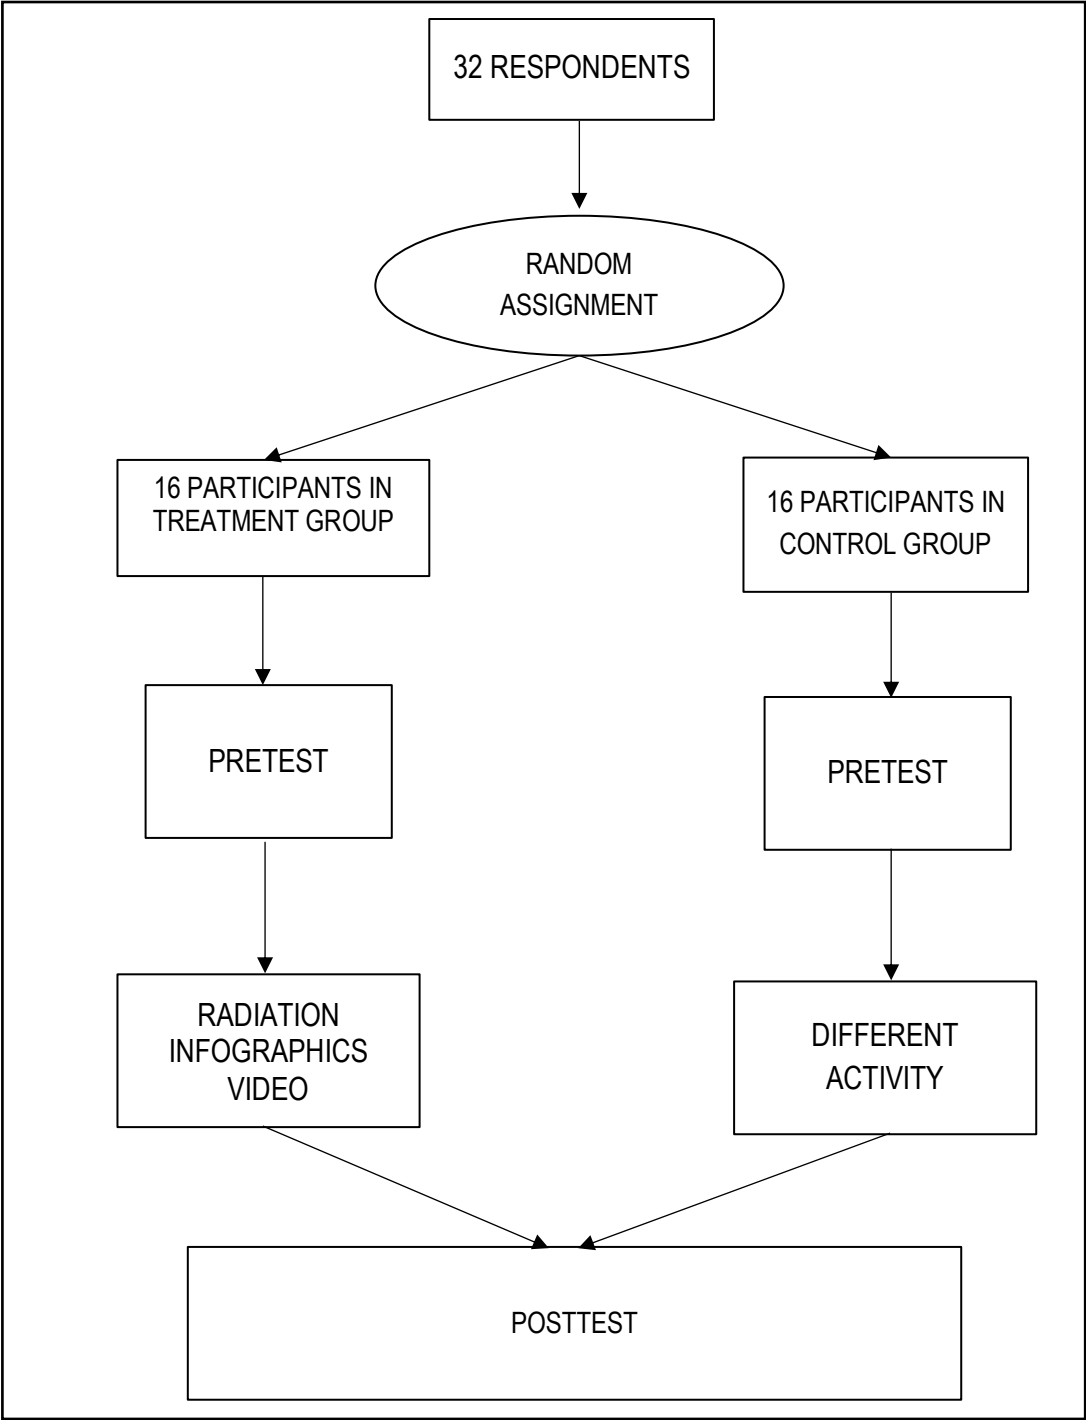 32 RESPONDENTS
RANDOM
ASSIGNMENT
16 PARTICIPANTS IN
TREATMENT GROUP
16 PARTICIPANTS IN
CONTROL GROUP
PRETEST
PRETEST
RADIATION
INFOGRAPHICS
VIDEO
DIFFERENT
ACTIVITY
POSTTEST